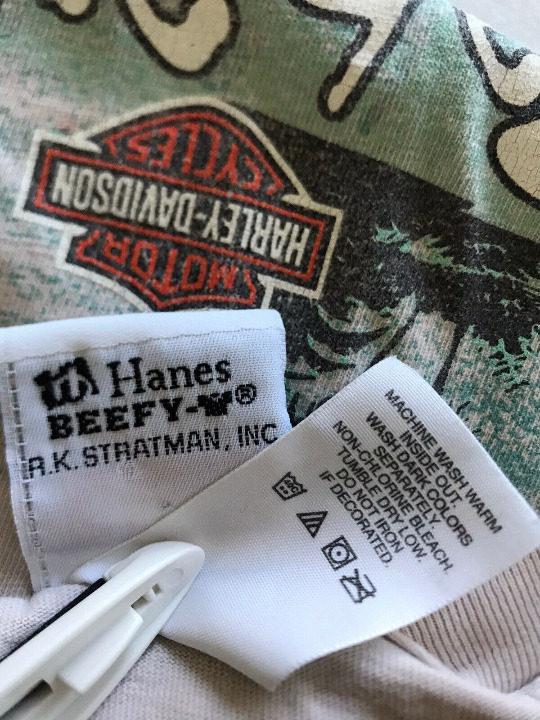 MOTOR
HARLEY-DAVIDSON
CYCLES
Hanes
BEEFY-T®
R.K. STRATMAN, INC
MACHINE WASH WARM
INSIDE OUT.
WASH DARK COLORS
SEPARATELY.
NON-CHLORINE BLEACH.
TUMBLE DRY LOW.
DO NOT IRON
IF DECORATED.